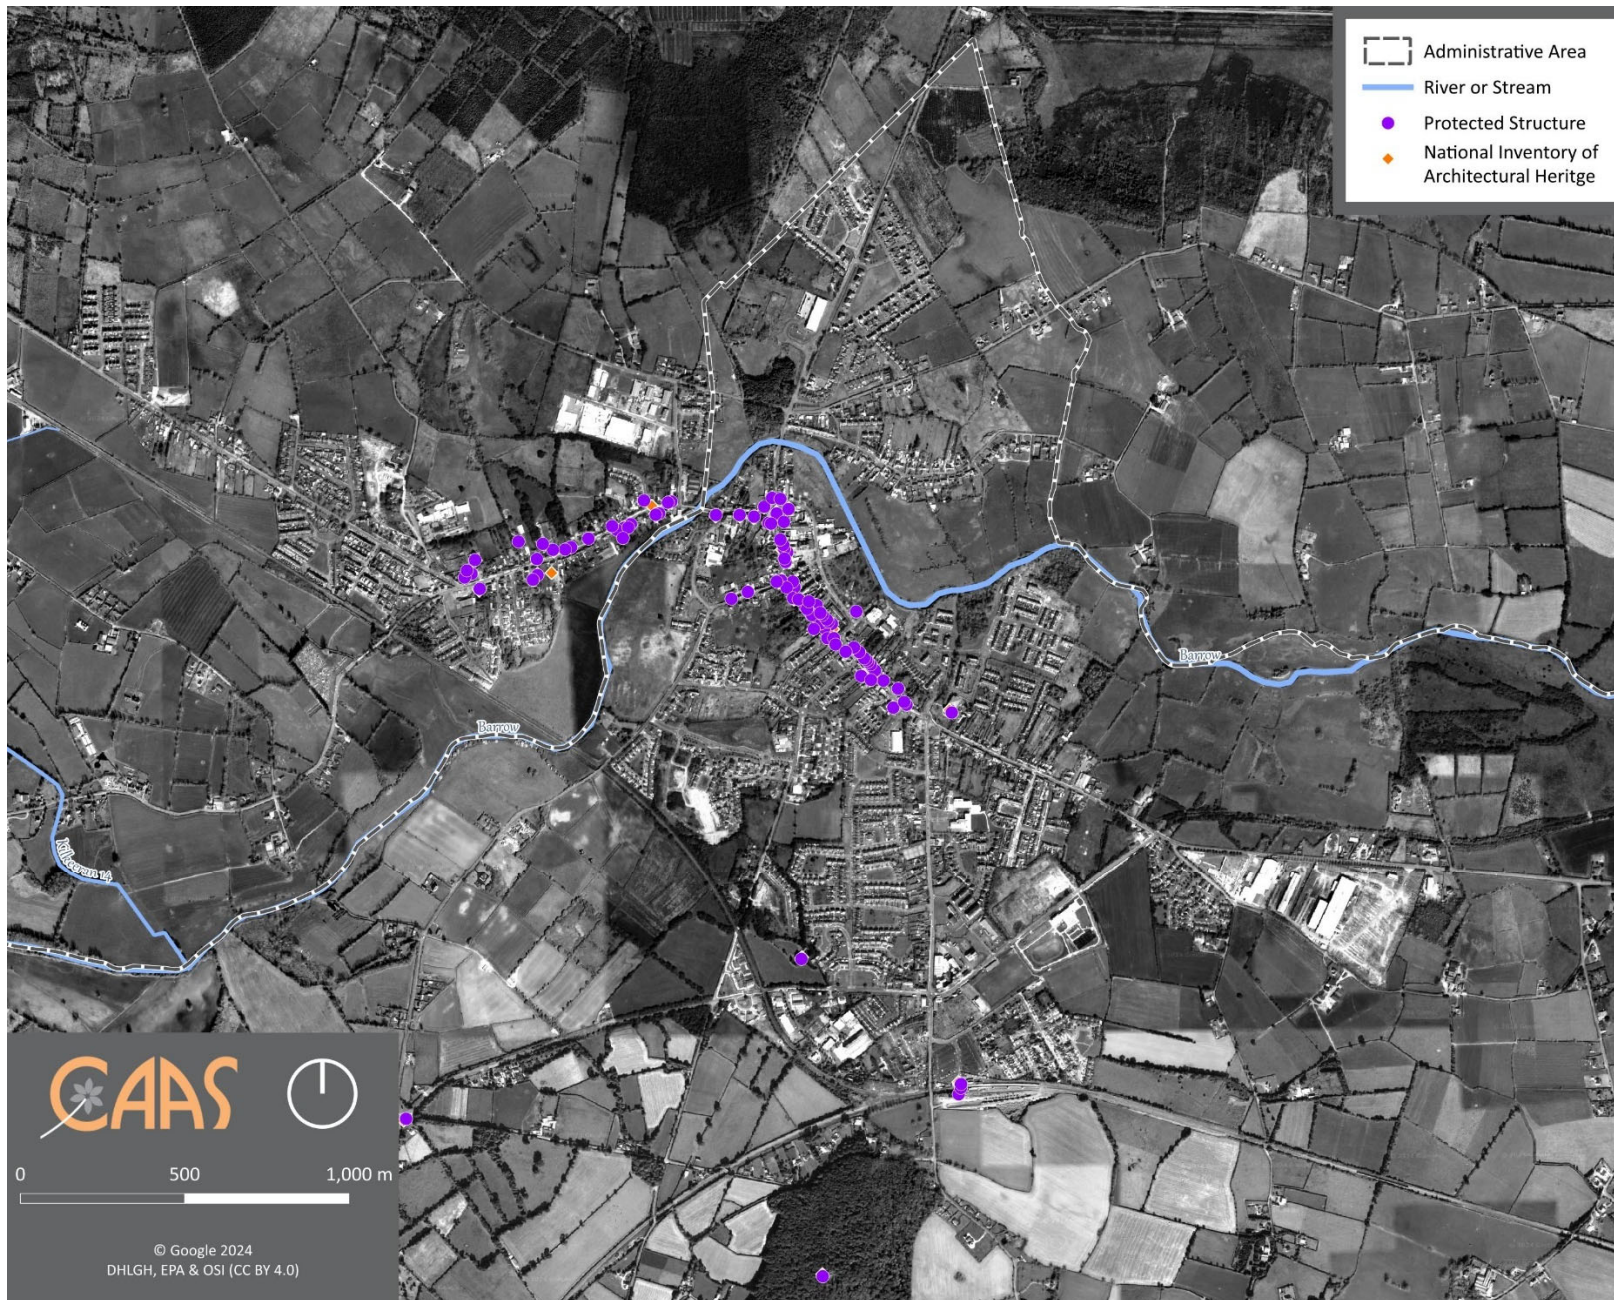 Administrative Area
River or Stream
Protected Structure
National Inventory of
Architectural Heritge
Barrow
Barrow
Kilkeeran 14
CAAS
0 500 1,000 m
© Google 2024
DHLGH, EPA & OSI (CC BY 4.0)